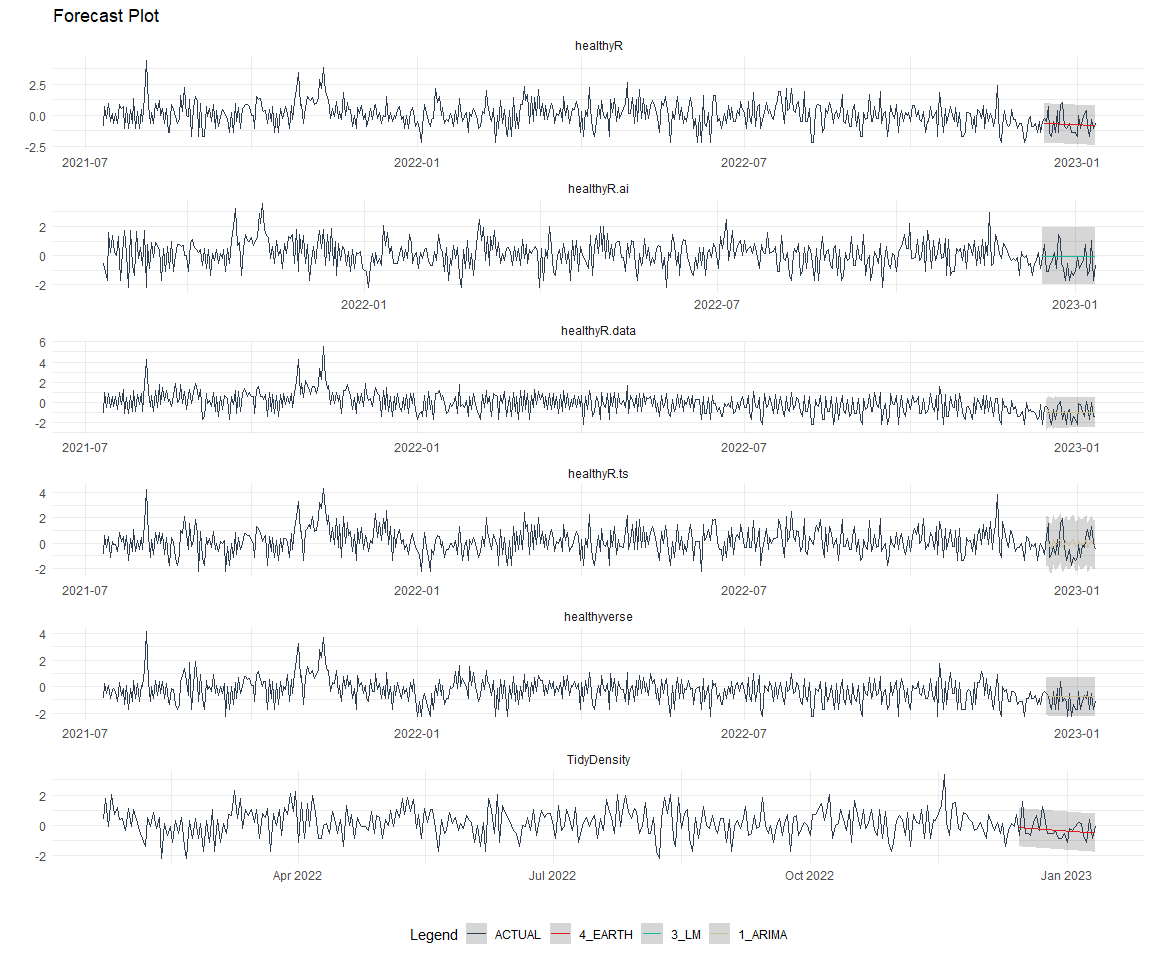 Forecast Plot
healthyR
2.5
0.0
-2.5
2021-07 2022-01 2022-07 2023-01
healthyR.ai
2
0
-2
2022-01 2022-07 2023-01
healthyR.data
6
4
2
0
-2
2021-07 2022-01 2022-07 2023-01
healthyR.ts
4
2
0
-2
2021-07 2022-01 2022-07 2023-01
healthyverse
4
2
0
-2
2021-07 2022-01 2022-07 2023-01
TidyDensity
2
0
-2
Apr 2022 Jul 2022 Oct 2022 Jan 2023
Legend ACTUAL 4_EARTH 3_LM 1_ARIMA